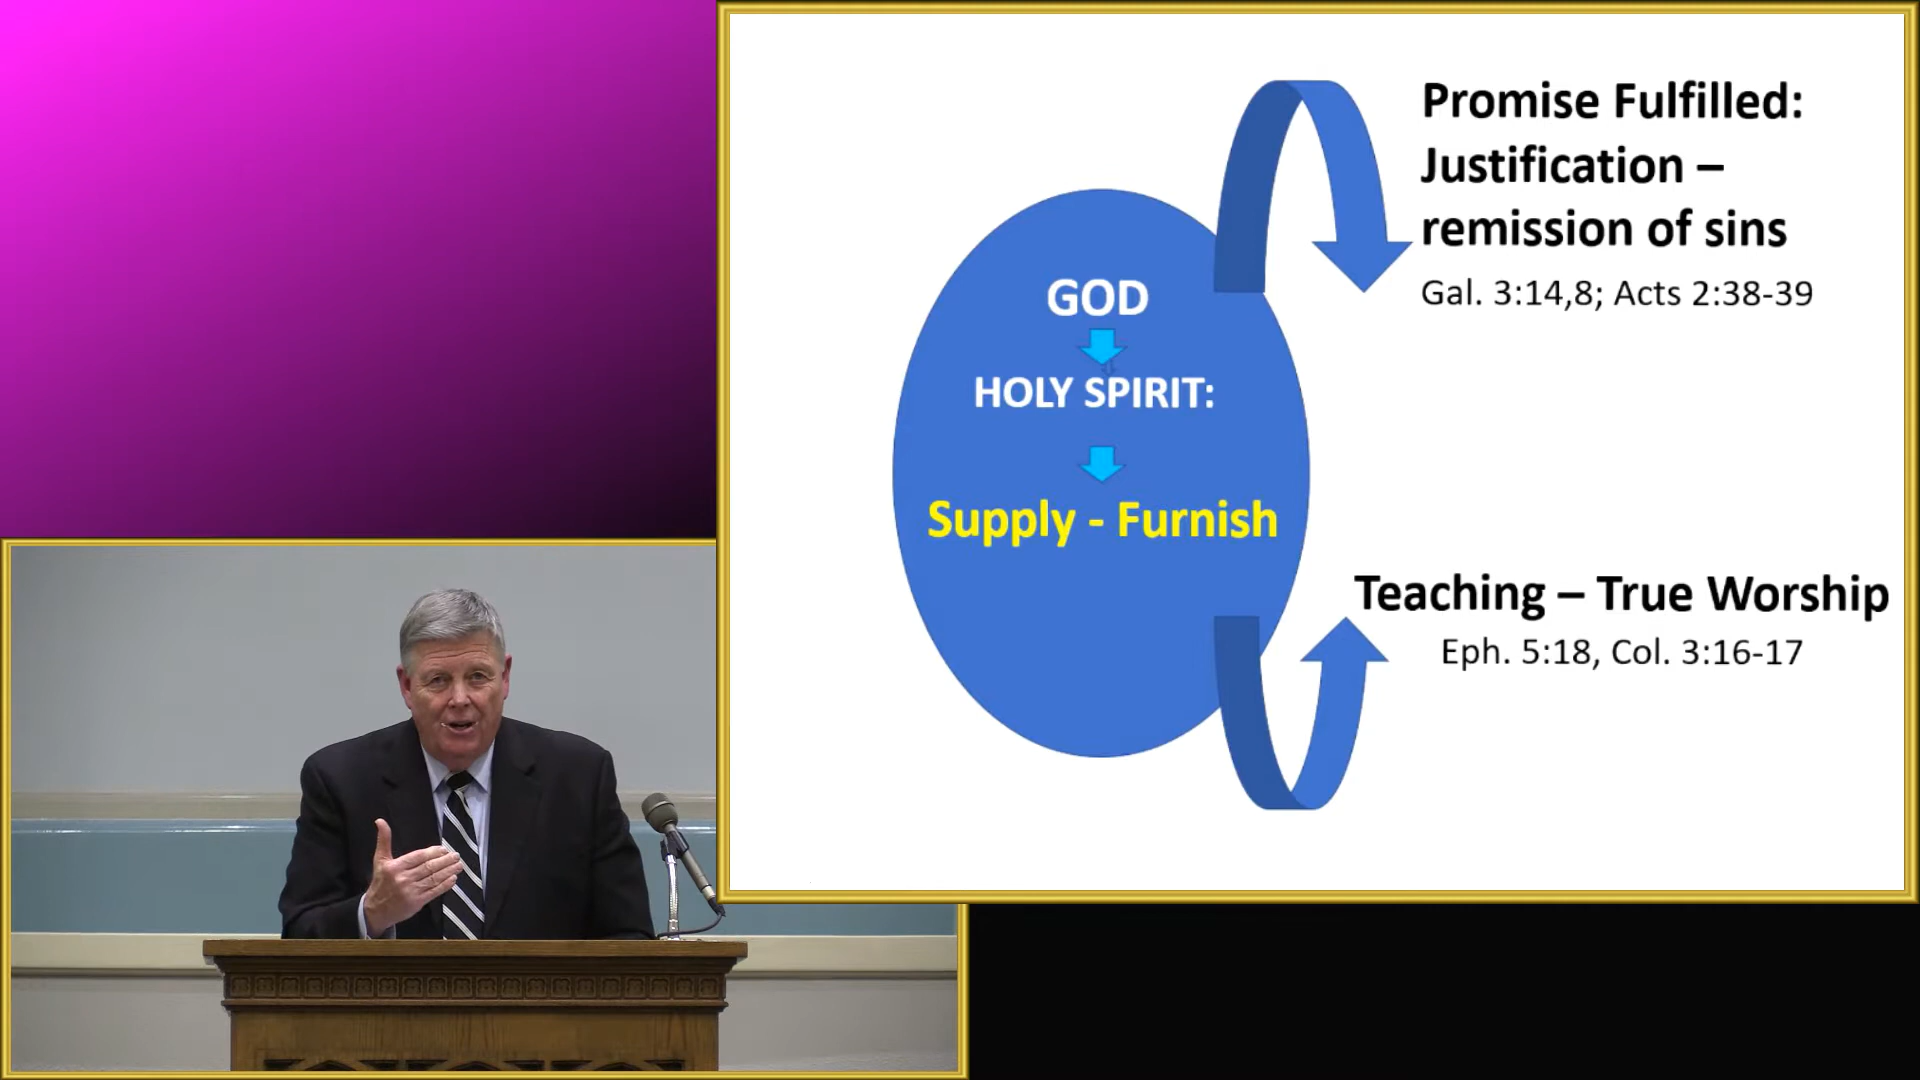 GOD
HOLY SPIRIT:
Supply - Furnish
Promise Fulfilled:
Justification –
remission of sins
Gal. 3:14,8; Acts 2:38-39
Teaching – True Worship
Eph. 5:18, Col. 3:16-17